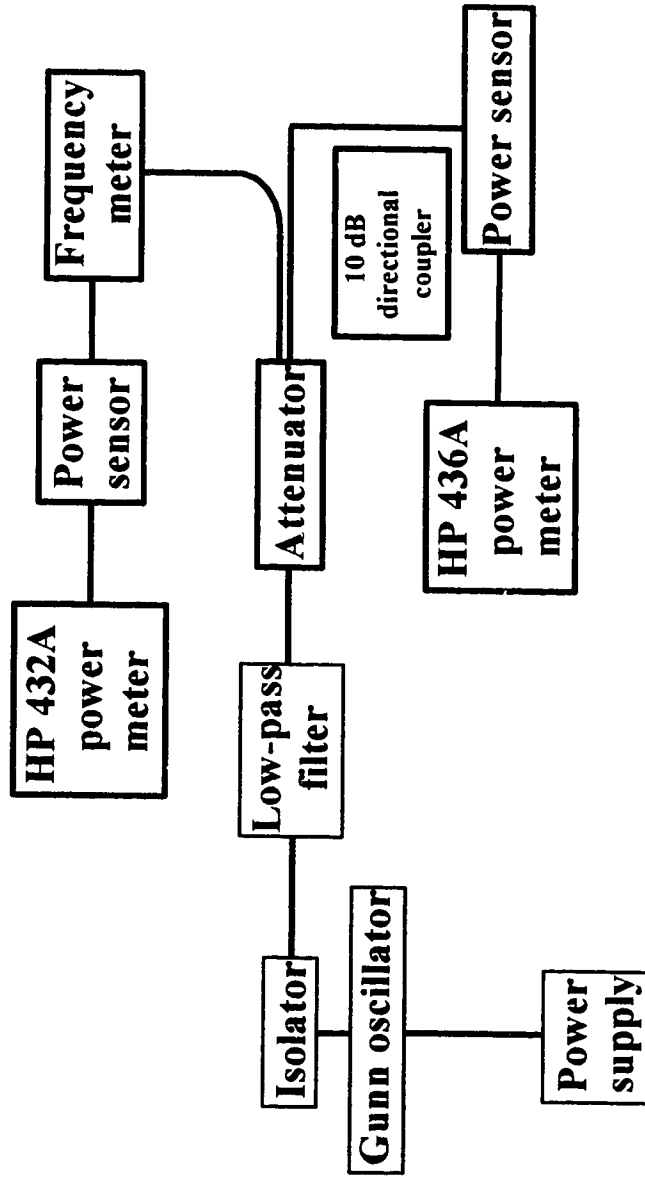 HP 432A
power
meter
Power
sensor
Frequency
meter
Isolator
Low-pass
filter
Attenuator
10 dB
directional
coupler
Gunn oscillator
HP 436A
power
meter
Power sensor
Power
supply